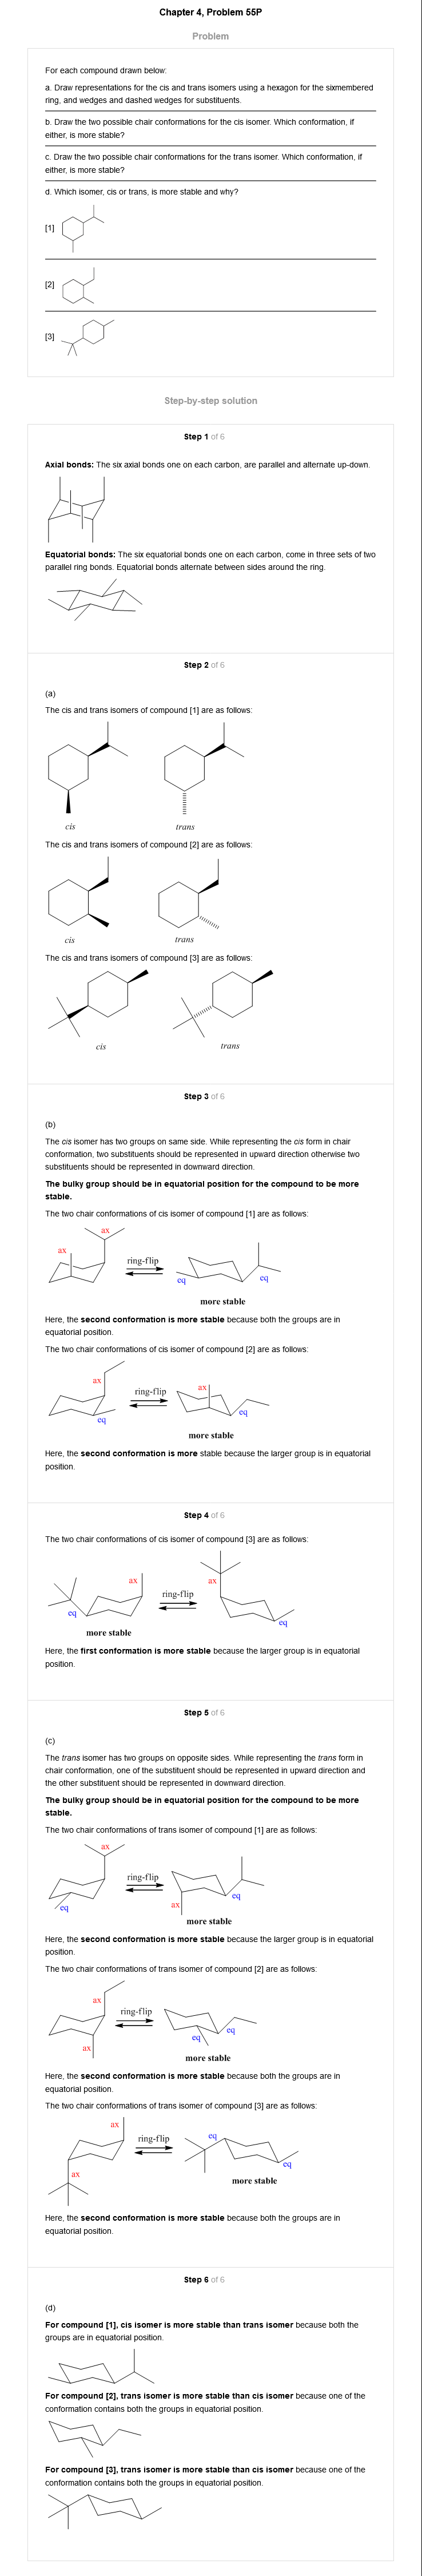 Chapter 4, Problem 55P
Problem
For each compound drawn below:
a. Draw representations for the cis and trans isomers using a hexagon for the sixmembered
ring, and wedges and dashed wedges for substituents.
b. Draw the two possible chair conformations for the cis isomer. Which conformation, if
either, is more stable?
c. Draw the two possible chair conformations for the trans isomer. Which conformation, if
either, is more stable?
d. Which isomer, cis or trans, is more stable and why?
[1]
[2]
[3]
Step-by-step solution
Step 1 of 6
Axial bonds: The six axial bonds one on each carbon, are parallel and alternate up-down.
Equatorial bonds: The six equatorial bonds one on each carbon, come in three sets of two
parallel ring bonds. Equatorial bonds alternate between sides around the ring.
Step 2 of 6
(a)
The cis and trans isomers of compound [1] are as follows:
cis trans
The cis and trans isomers of compound [2] are as follows:
cis trans
The cis and trans isomers of compound [3] are as follows:
cis trans
Step 3 of 6
(b)
The cis isomer has two groups on same side. While representing the cis form in chair
conformation, two substituents should be represented in upward direction otherwise two
substituents should be represented in downward direction.
The bulky group should be in equatorial position for the compound to be more
stable.
The two chair conformations of cis isomer of compound [1] are as follows:
ax
ax
ring-flip
eq eq
more stable
Here, the second conformation is more stable because both the groups are in
equatorial position.
The two chair conformations of cis isomer of compound [2] are as follows:
ax
ring-flip
ax
eq
eq
more stable
Here, the second conformation is more stable because the larger group is in equatorial
position.
Step 4 of 6
The two chair conformations of cis isomer of compound [3] are as follows:
ax
ring-flip
ax
eq
eq
more stable
Here, the first conformation is more stable because the larger group is in equatorial
position.
Step 5 of 6
(c)
The trans isomer has two groups on opposite sides. While representing the trans form in
chair conformation, one of the substituent should be represented in upward direction and
the other substituent should be represented in downward direction.
The bulky group should be in equatorial position for the compound to be more
stable.
The two chair conformations of trans isomer of compound [1] are as follows:
ax
ring-flip
eq
ax
eq
more stable
Here, the second conformation is more stable because the larger group is in equatorial
position.
The two chair conformations of trans isomer of compound [2] are as follows:
ax
ring-flip
ax
eq
eq
more stable
Here, the second conformation is more stable because both the groups are in
equatorial position.
The two chair conformations of trans isomer of compound [3] are as follows:
ax
ring-flip
eq
ax
eq
more stable
Here, the second conformation is more stable because both the groups are in
equatorial position.
Step 6 of 6
(d)
For compound [1], cis isomer is more stable than trans isomer because both the
groups are in equatorial position.
For compound [2], trans isomer is more stable than cis isomer because one of the
conformation contains both the groups in equatorial position.
For compound [3], trans isomer is more stable than cis isomer because one of the
conformation contains both the groups in equatorial position.